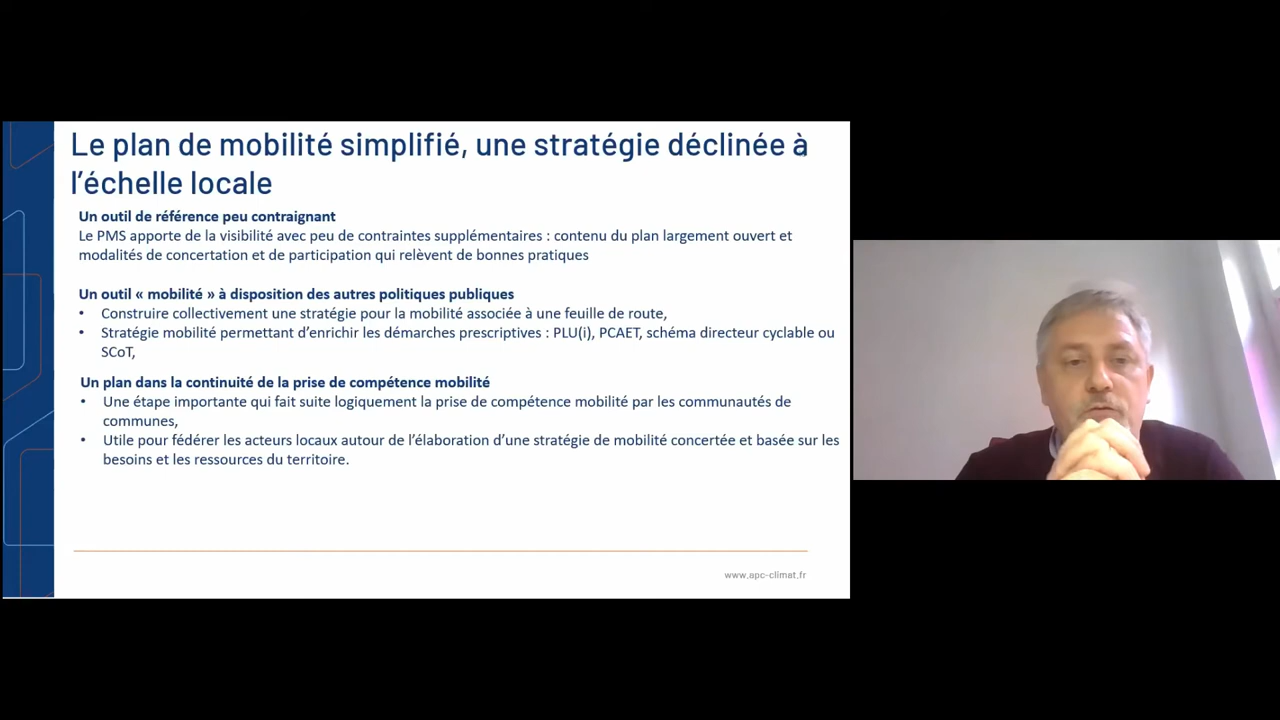 Le plan de mobilité simplifié, une stratégie déclinée à
l'échelle locale
Un outil de référence peu contraignant
Le PMS apporte de la visibilité avec peu de contraintes supplémentaires : contenu du plan largement ouvert et
modalités de concertation et de participation qui relèvent de bonnes pratiques
Un outil « mobilité » à disposition des autres politiques publiques
• Construire collectivement une stratégie pour la mobilité associée à une feuille de route,
• Stratégie mobilité permettant d'enrichir les démarches prescriptives : PLU(i), PCAET, schéma directeur cyclable ou
SCoT,
Un plan dans la continuité de la prise de compétence mobilité
• Une étape importante qui fait suite logiquement la prise de compétence mobilité par les communautés de
communes,
• Utile pour fédérer les acteurs locaux autour de l'élaboration d'une stratégie de mobilité concertée et basée sur les
besoins et les ressources du territoire.
www.apc-climat.fr